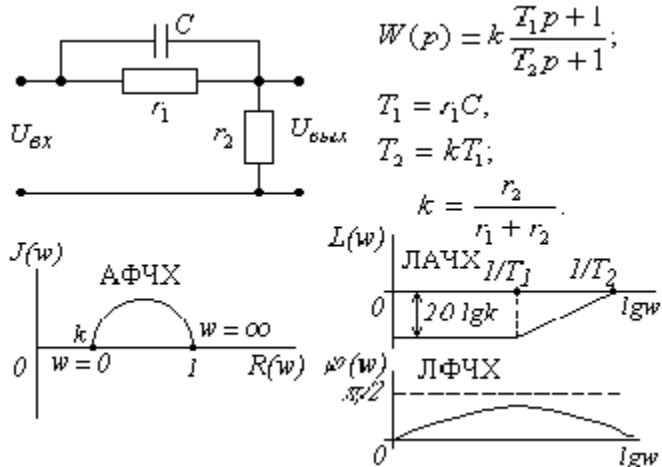 C
r₁
r₂
U_вх
U_вых
W(p) = k (T₁p + 1)/(T₂p + 1);
T₁ = r₁C,
T₂ = kT₁;
k = r₂/(r₁ + r₂).
J(w)
АФЧХ
k
w = ∞
0
w = 0
1
R(w)
L(w)
ЛАЧХ
1/T₁
1/T₂
0
20 lgk
lgw
φ(w)
π/2
ЛФЧХ
0
lgw